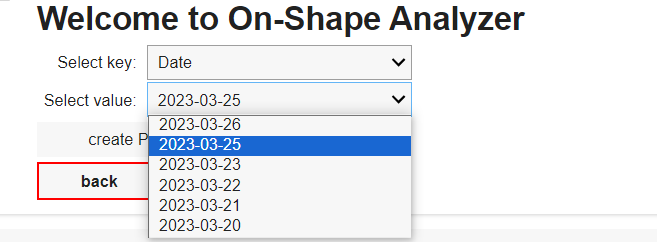 Welcome to On-Shape Analyzer
Select key: Date
Select value: 2023-03-25
2023-03-26
create P 2023-03-25
2023-03-23
back 2023-03-22
2023-03-21
2023-03-20